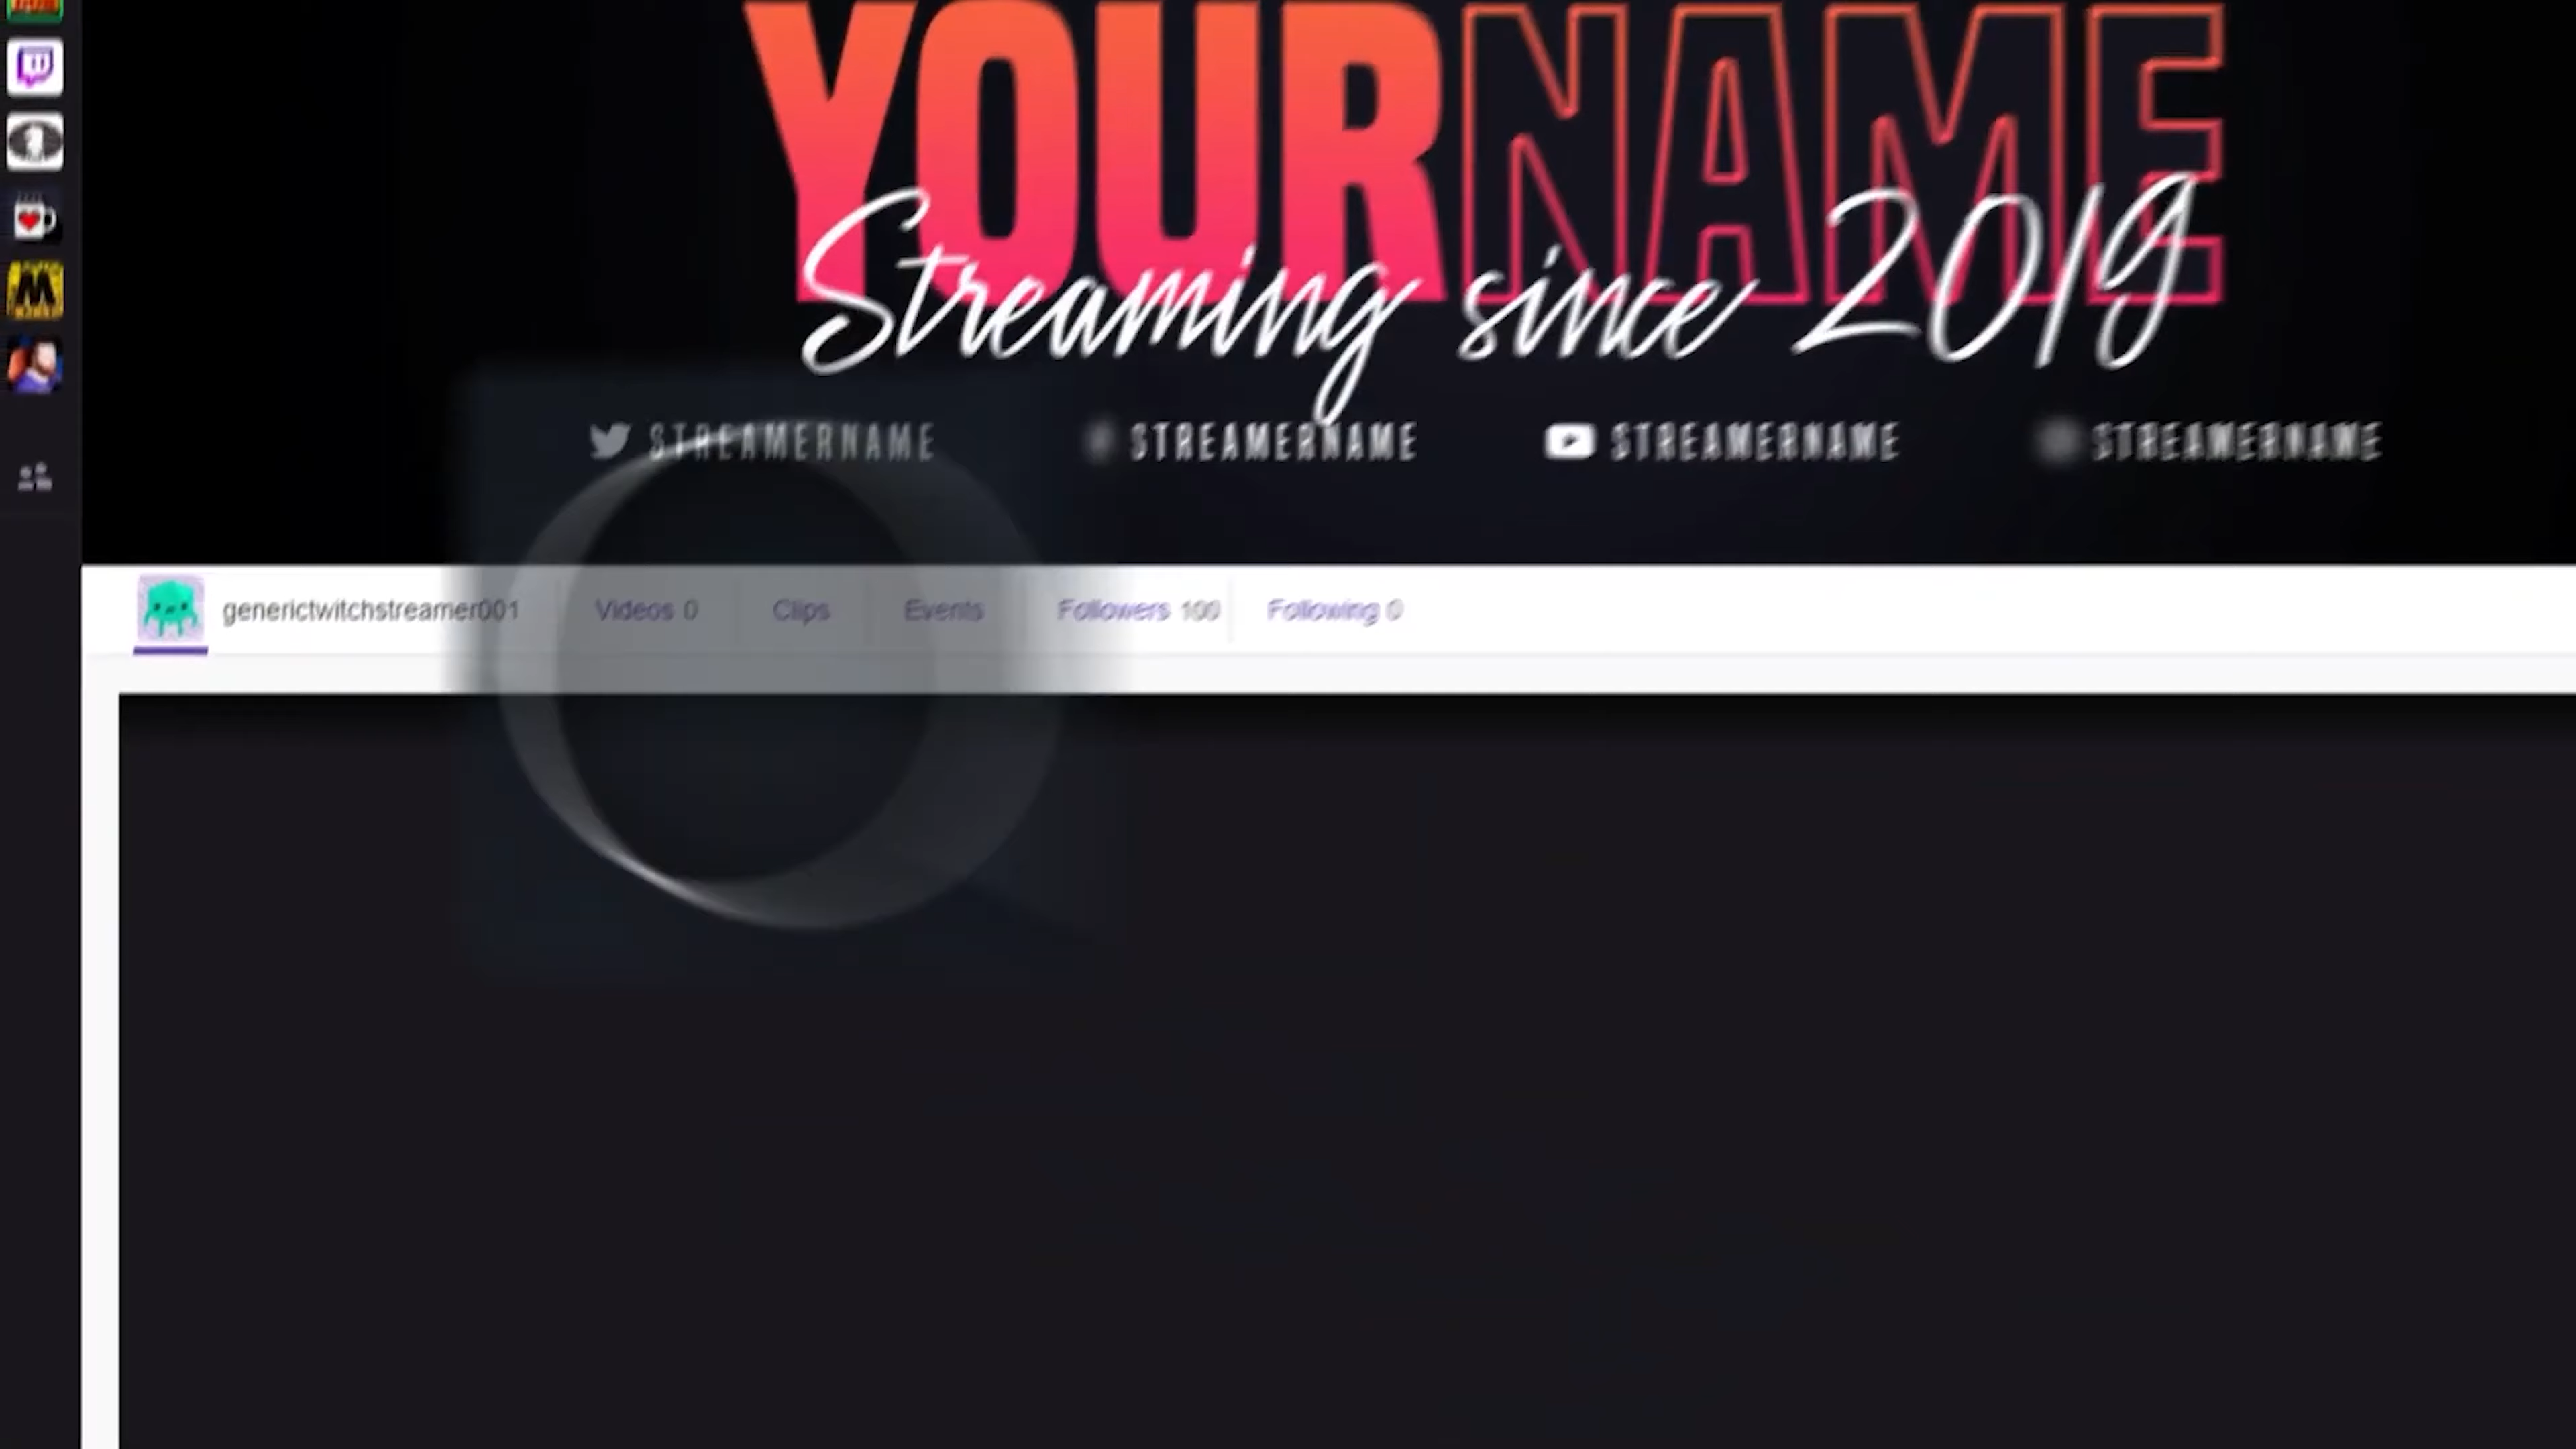 YOURNAME
Streaming since 2019
STREAMERNAME STREAMERNAME STREAMERNAME STREAMERNAME
generictwitchstreamer001 Videos 0 Clips Events Followers 100 Following 0